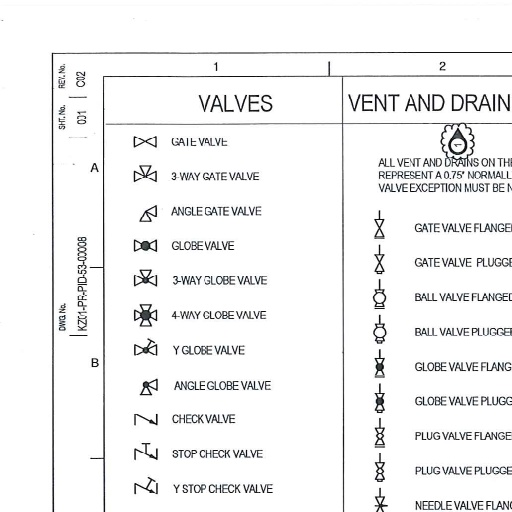 REV. No. C02
SHT. No. 001
DWG No. KZ01-PR-PID-53-00008
1
2
A
B
VALVES
GATE VALVE
3-WAY GATE VALVE
ANGLE GATE VALVE
GLOBE VALVE
3-WAY GLOBE VALVE
4-WAY GLOBE VALVE
Y GLOBE VALVE
ANGLE GLOBE VALVE
CHECK VALVE
STOP CHECK VALVE
Y STOP CHECK VALVE
VENT AND DRAIN
1
ALL VENT AND DRAINS ON THE
REPRESENT A 0.75" NORMALL
VALVE EXCEPTION MUST BE N
GATE VALVE FLANGE
GATE VALVE PLUGGE
BALL VALVE FLANGED
BALL VALVE PLUGGE
GLOBE VALVE FLANG
GLOBE VALVE PLUGG
PLUG VALVE FLANGE
PLUG VALVE PLUGGE
NEEDLE VALVE FLAN